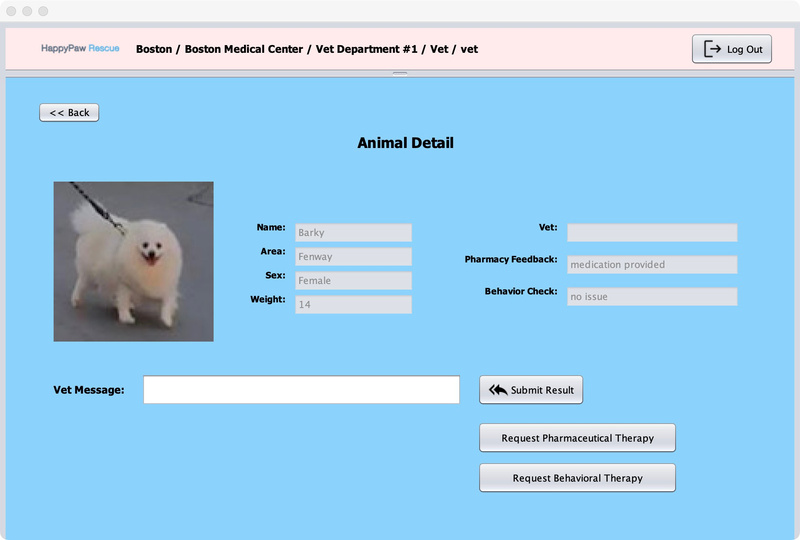 HappyPaw Rescue
Boston / Boston Medical Center / Vet Department #1 / Vet / vet
Log Out
<< Back
Animal Detail
Name: Barky
Area: Fenway
Sex: Female
Weight: 14
Vet:
Pharmacy Feedback: medication provided
Behavior Check: no issue
Vet Message:
Submit Result
Request Pharmaceutical Therapy
Request Behavioral Therapy